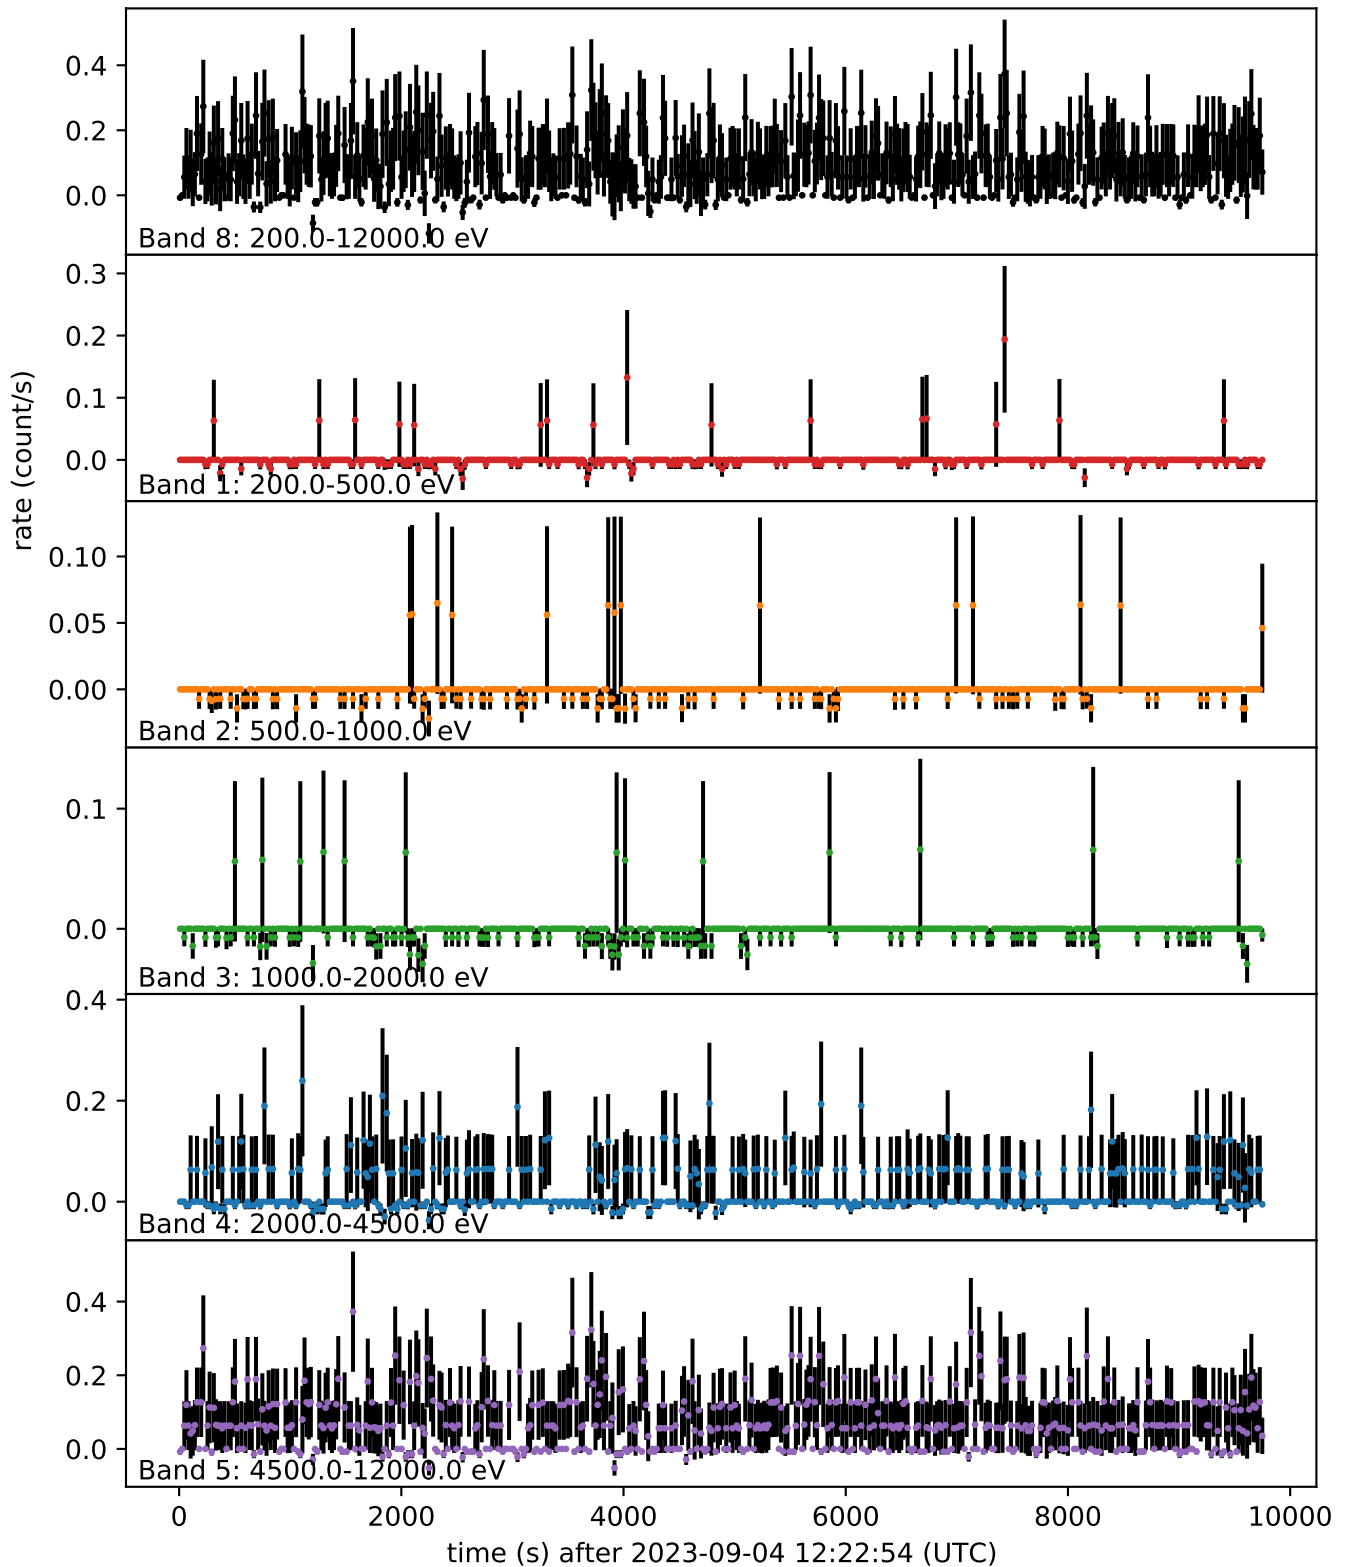 0.4
0.2
0.0
Band 8: 200.0-12000.0 eV
0.3
0.2
0.1
0.0
Band 1: 200.0-500.0 eV
rate (count/s)
0.10
0.05
0.00
Band 2: 500.0-1000.0 eV
0.1
0.0
Band 3: 1000.0-2000.0 eV
0.4
0.2
0.0
Band 4: 2000.0-4500.0 eV
0.4
0.2
0.0
Band 5: 4500.0-12000.0 eV
0 2000 4000 6000 8000 10000
time (s) after 2023-09-04 12:22:54 (UTC)